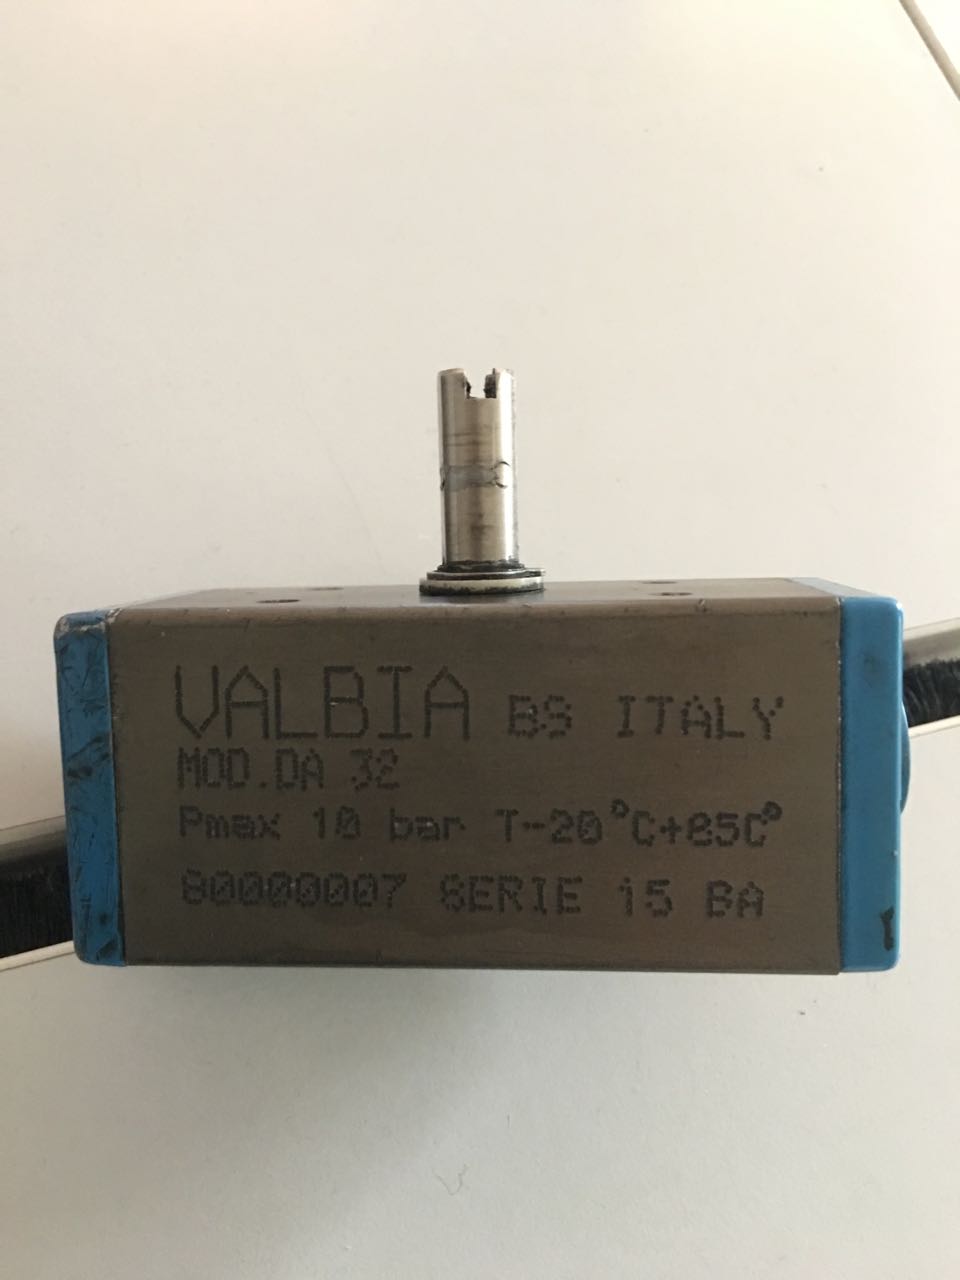 VALBIA BS ITALY
MOD.DA 32
Pmax 10 bar T-20°C+85C°
80000007 SERIE 15 BA